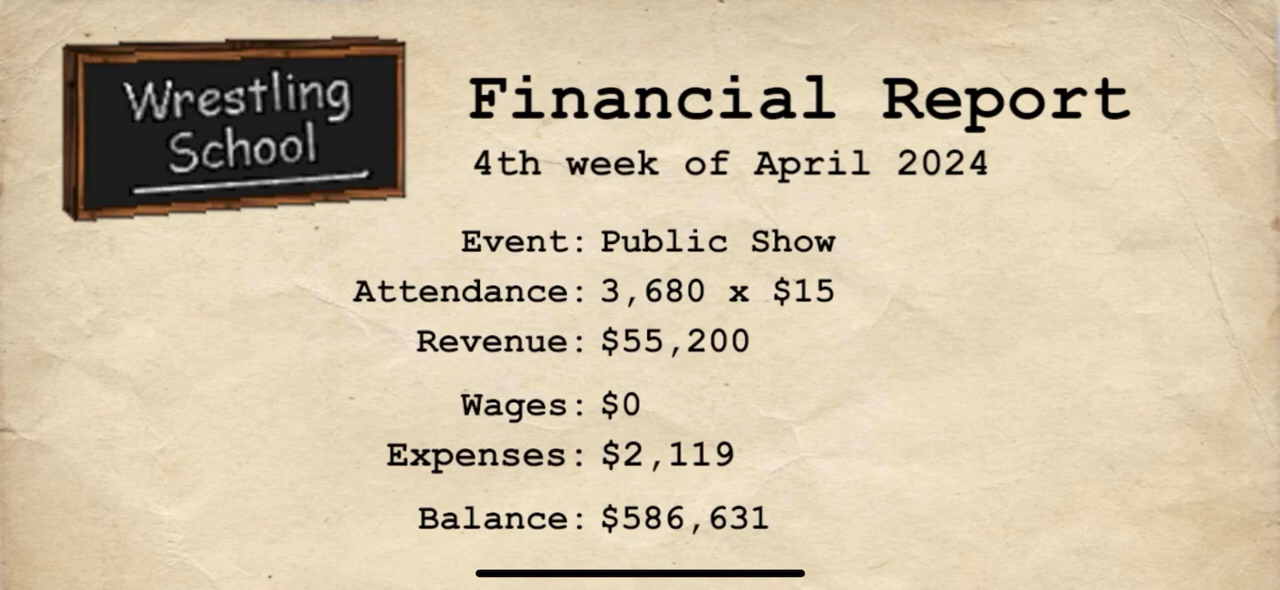 Wrestling
School
Financial Report
4th week of April 2024
Event: Public Show
Attendance: 3,680 x $15
Revenue: $55,200
Wages: $0
Expenses: $2,119
Balance: $586,631